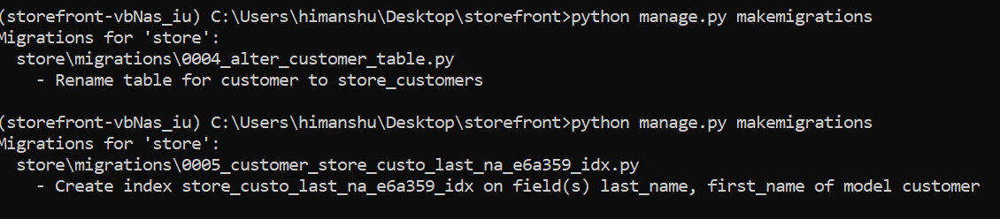 (storefront-vbNas_iu) C:\Users\himanshu\Desktop\storefront>python manage.py makemigrations
Migrations for 'store':
  store\migrations\0004_alter_customer_table.py
    - Rename table for customer to store_customers

(storefront-vbNas_iu) C:\Users\himanshu\Desktop\storefront>python manage.py makemigrations
Migrations for 'store':
  store\migrations\0005_customer_store_custo_last_na_e6a359_idx.py
    - Create index store_custo_last_na_e6a359_idx on field(s) last_name, first_name of model customer